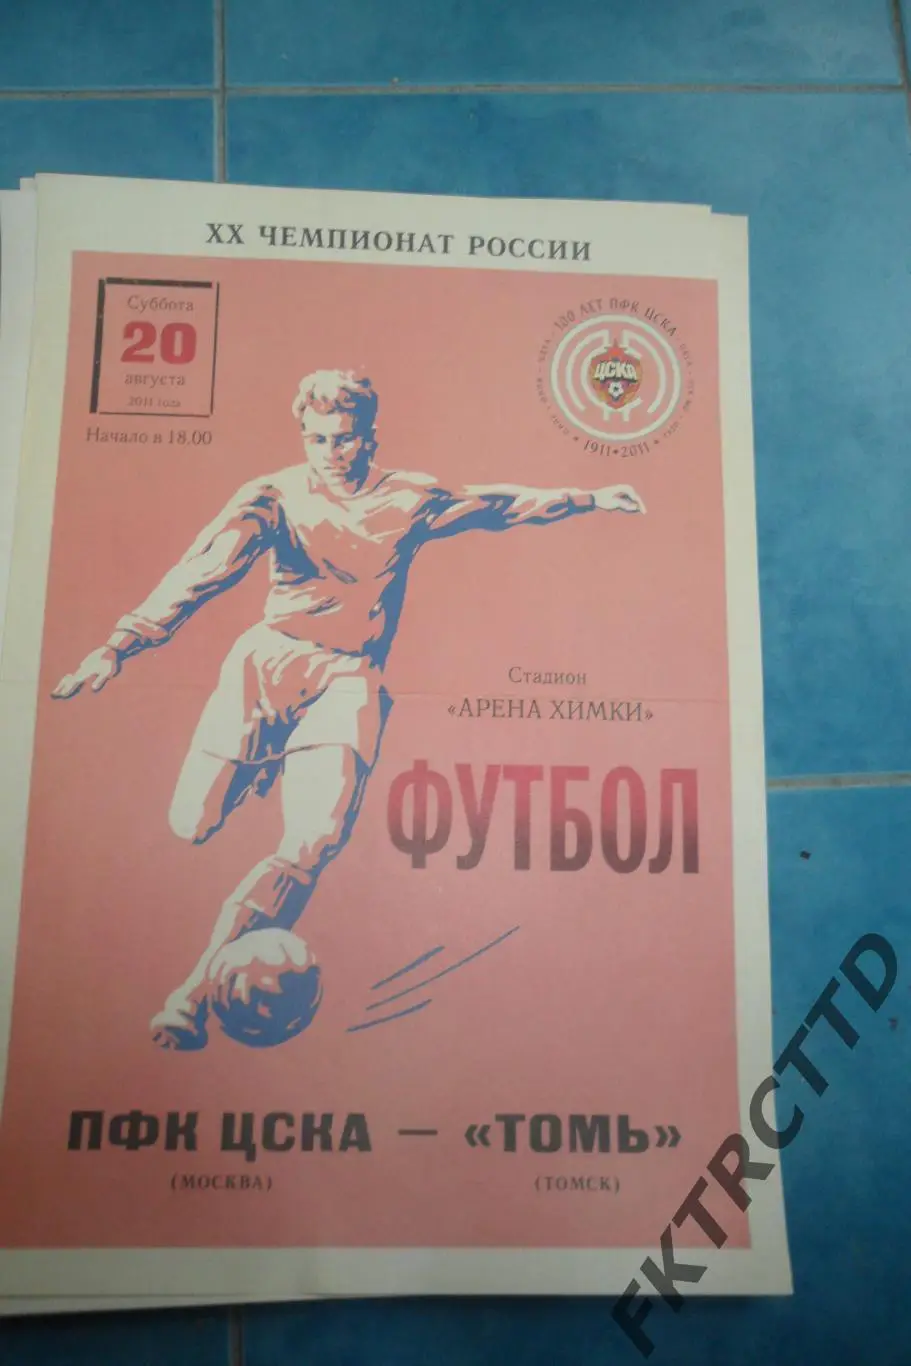 XX ЧЕМПИОНАТ РОССИИ
Суббота
20
августа
2011 года
Начало в 18.00
100 ЛЕТ ПФК ЦСКА
ЦСКА
1911 • 2011
Стадион
«АРЕНА ХИМКИ»
ФУТБОЛ
ПФК ЦСКА — «ТОМЬ»
(МОСКВА) (ТОМСК)
FKTRCTTD